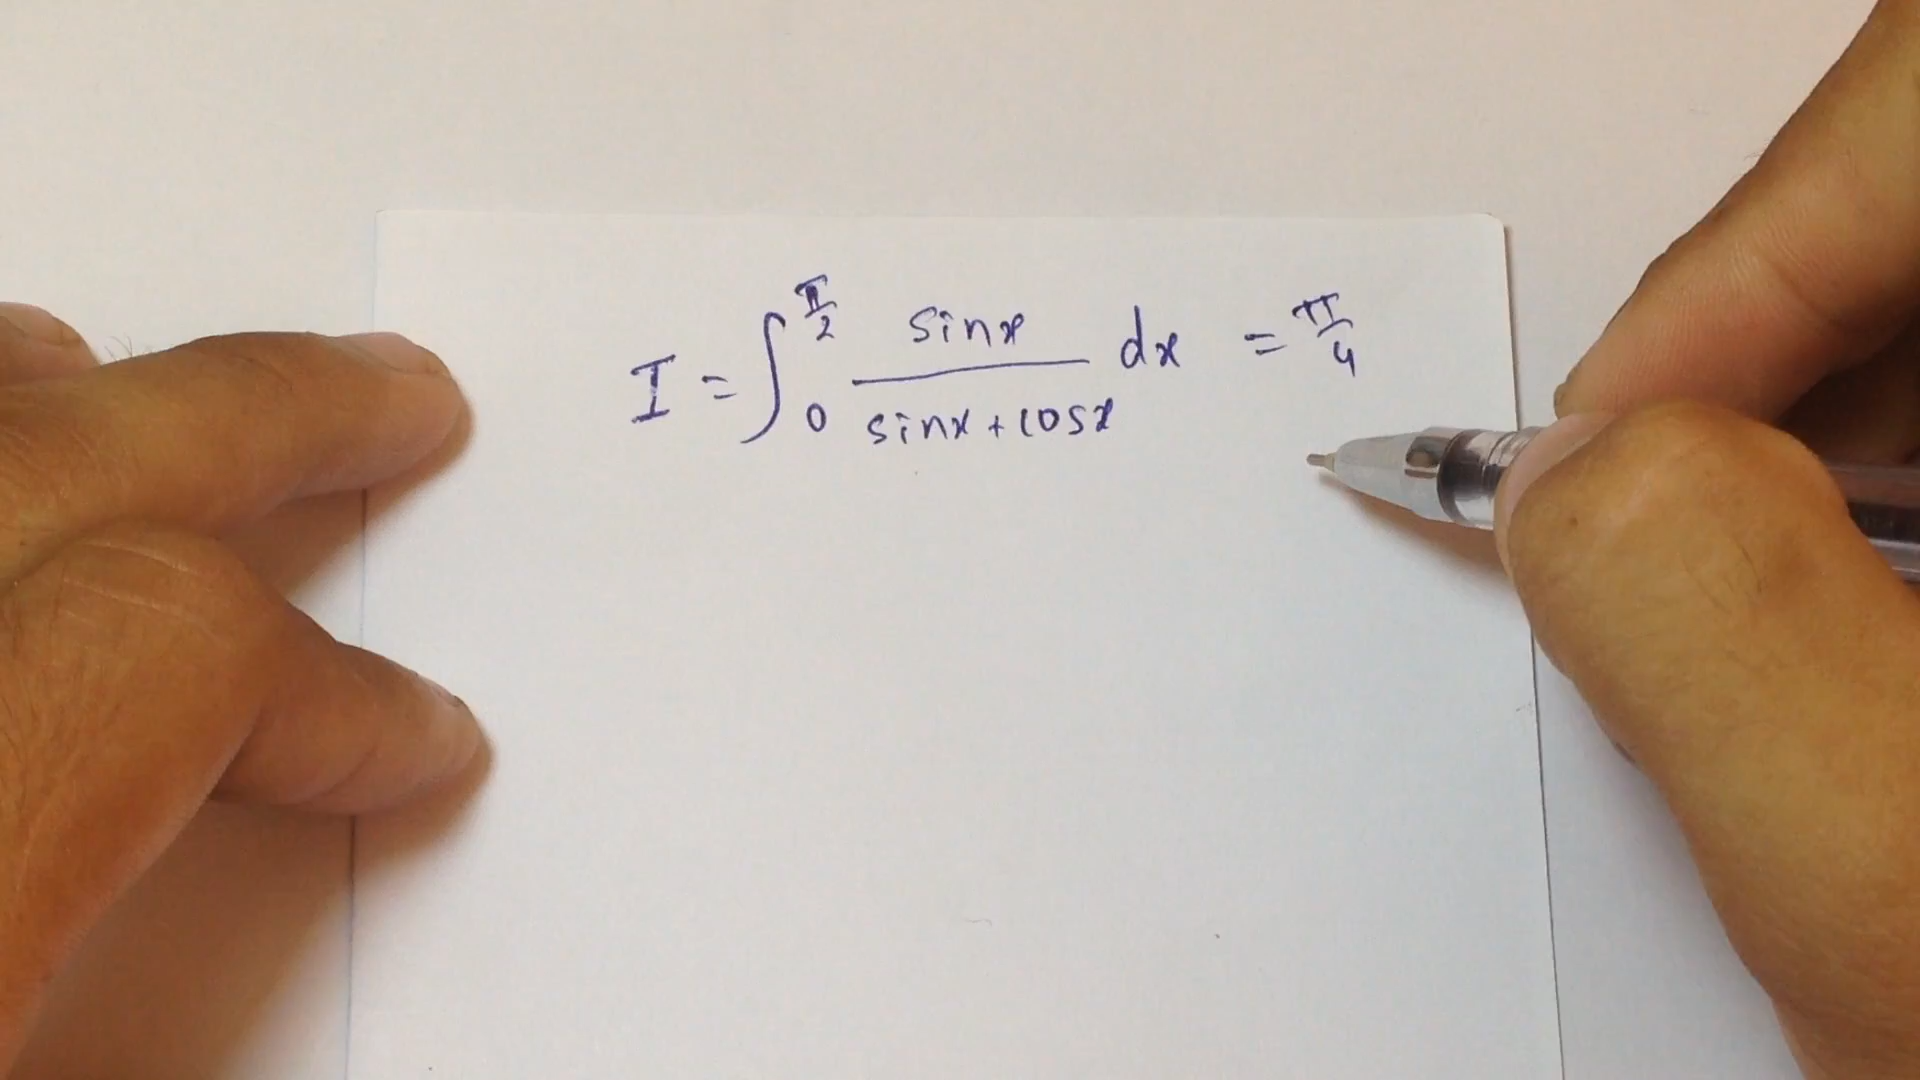 I = ∫₀^{π/2} sinx / (sinx + cosx) dx = π/4